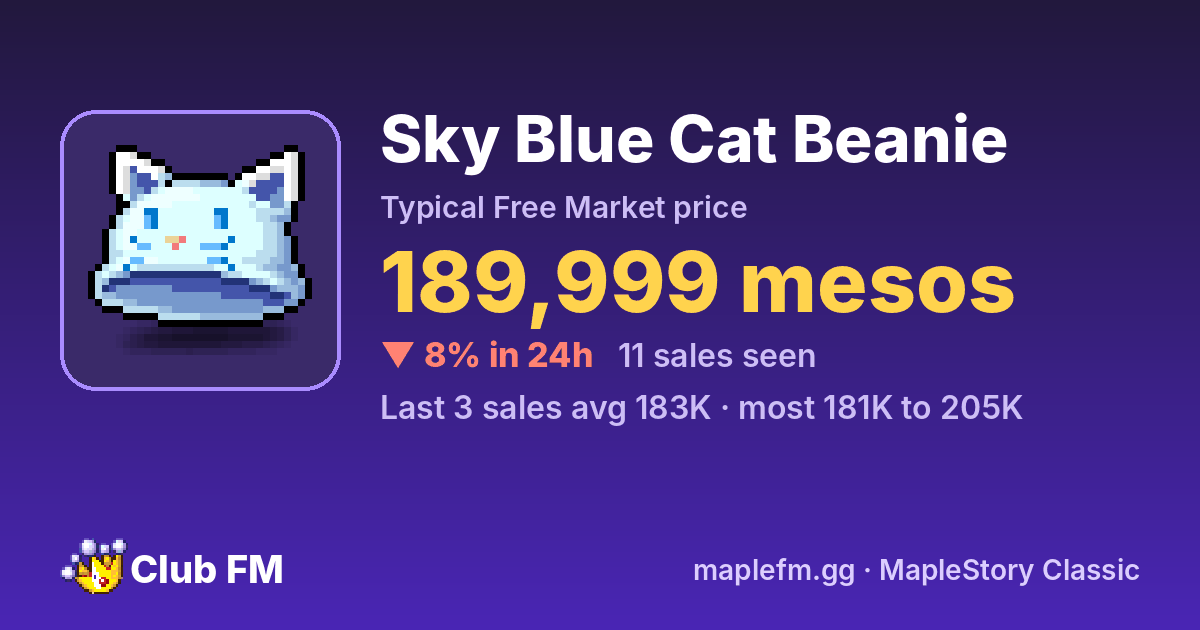 Sky Blue Cat Beanie
Typical Free Market price
189,999 mesos
▼ 8% in 24h 11 sales seen
Last 3 sales avg 183K · most 181K to 205K
Club FM
maplefm.gg · MapleStory Classic